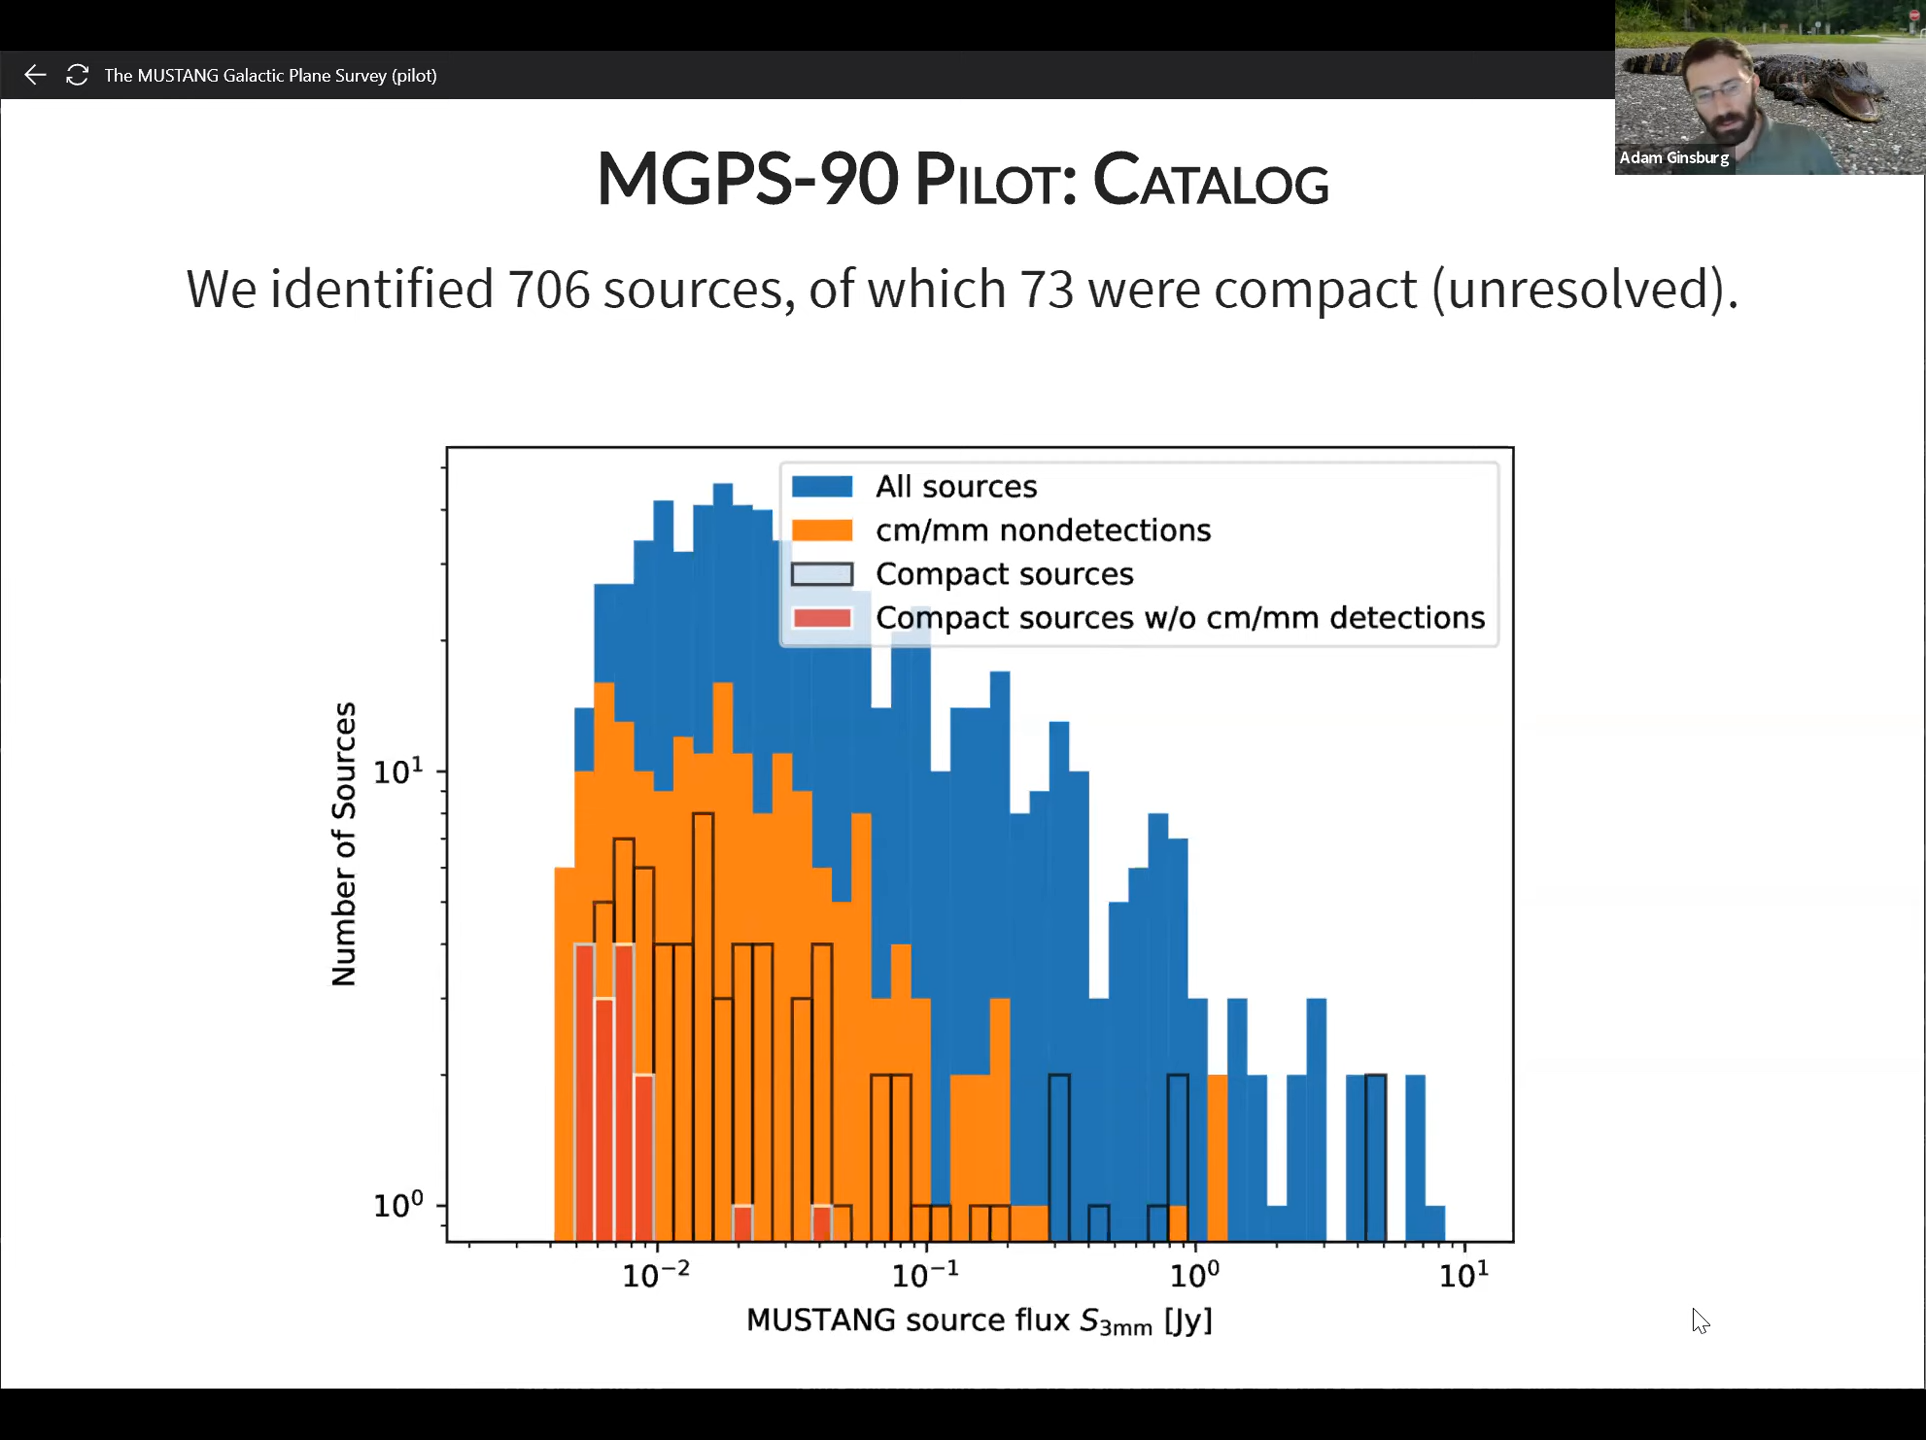 The MUSTANG Galactic Plane Survey (pilot)
Adam Ginsburg
MGPS-90 Pilot: Catalog
We identified 706 sources, of which 73 were compact (unresolved).
All sources
cm/mm nondetections
Compact sources
Compact sources w/o cm/mm detections
Number of Sources
10¹
10⁰
10⁻² 10⁻¹ 10⁰ 10¹
MUSTANG source flux S₃mm [Jy]